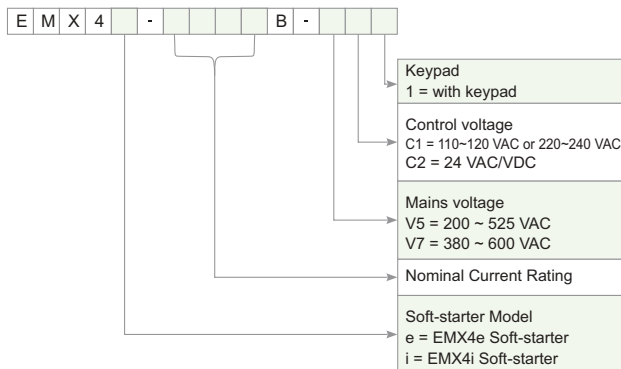 E M X 4 - B -
Keypad
1 = with keypad
Control voltage
C1 = 110~120 VAC or 220~240 VAC
C2 = 24 VAC/VDC
Mains voltage
V5 = 200 ~ 525 VAC
V7 = 380 ~ 600 VAC
Nominal Current Rating
Soft-starter Model
e = EMX4e Soft-starter
i = EMX4i Soft-starter